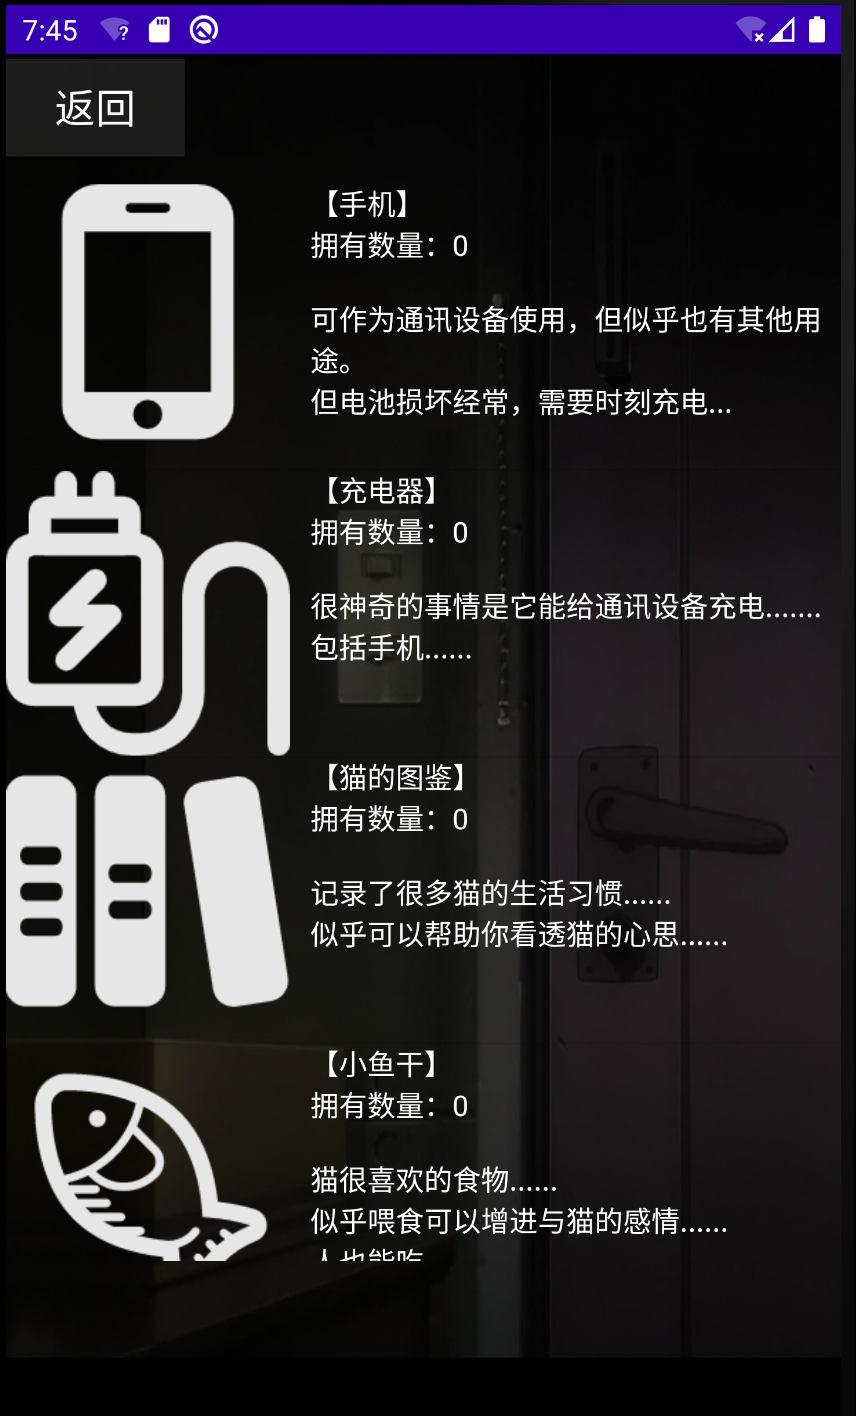 7:45
返回
【手机】
拥有数量：0
可作为通讯设备使用，但似乎也有其他用
途。
但电池损坏经常，需要时刻充电...
【充电器】
拥有数量：0
很神奇的事情是它能给通讯设备充电.......
包括手机......
【猫的图鉴】
拥有数量：0
记录了很多猫的生活习惯......
似乎可以帮助你看透猫的心思......
【小鱼干】
拥有数量：0
猫很喜欢的食物......
似乎喂食可以增进与猫的感情......
人也能吃